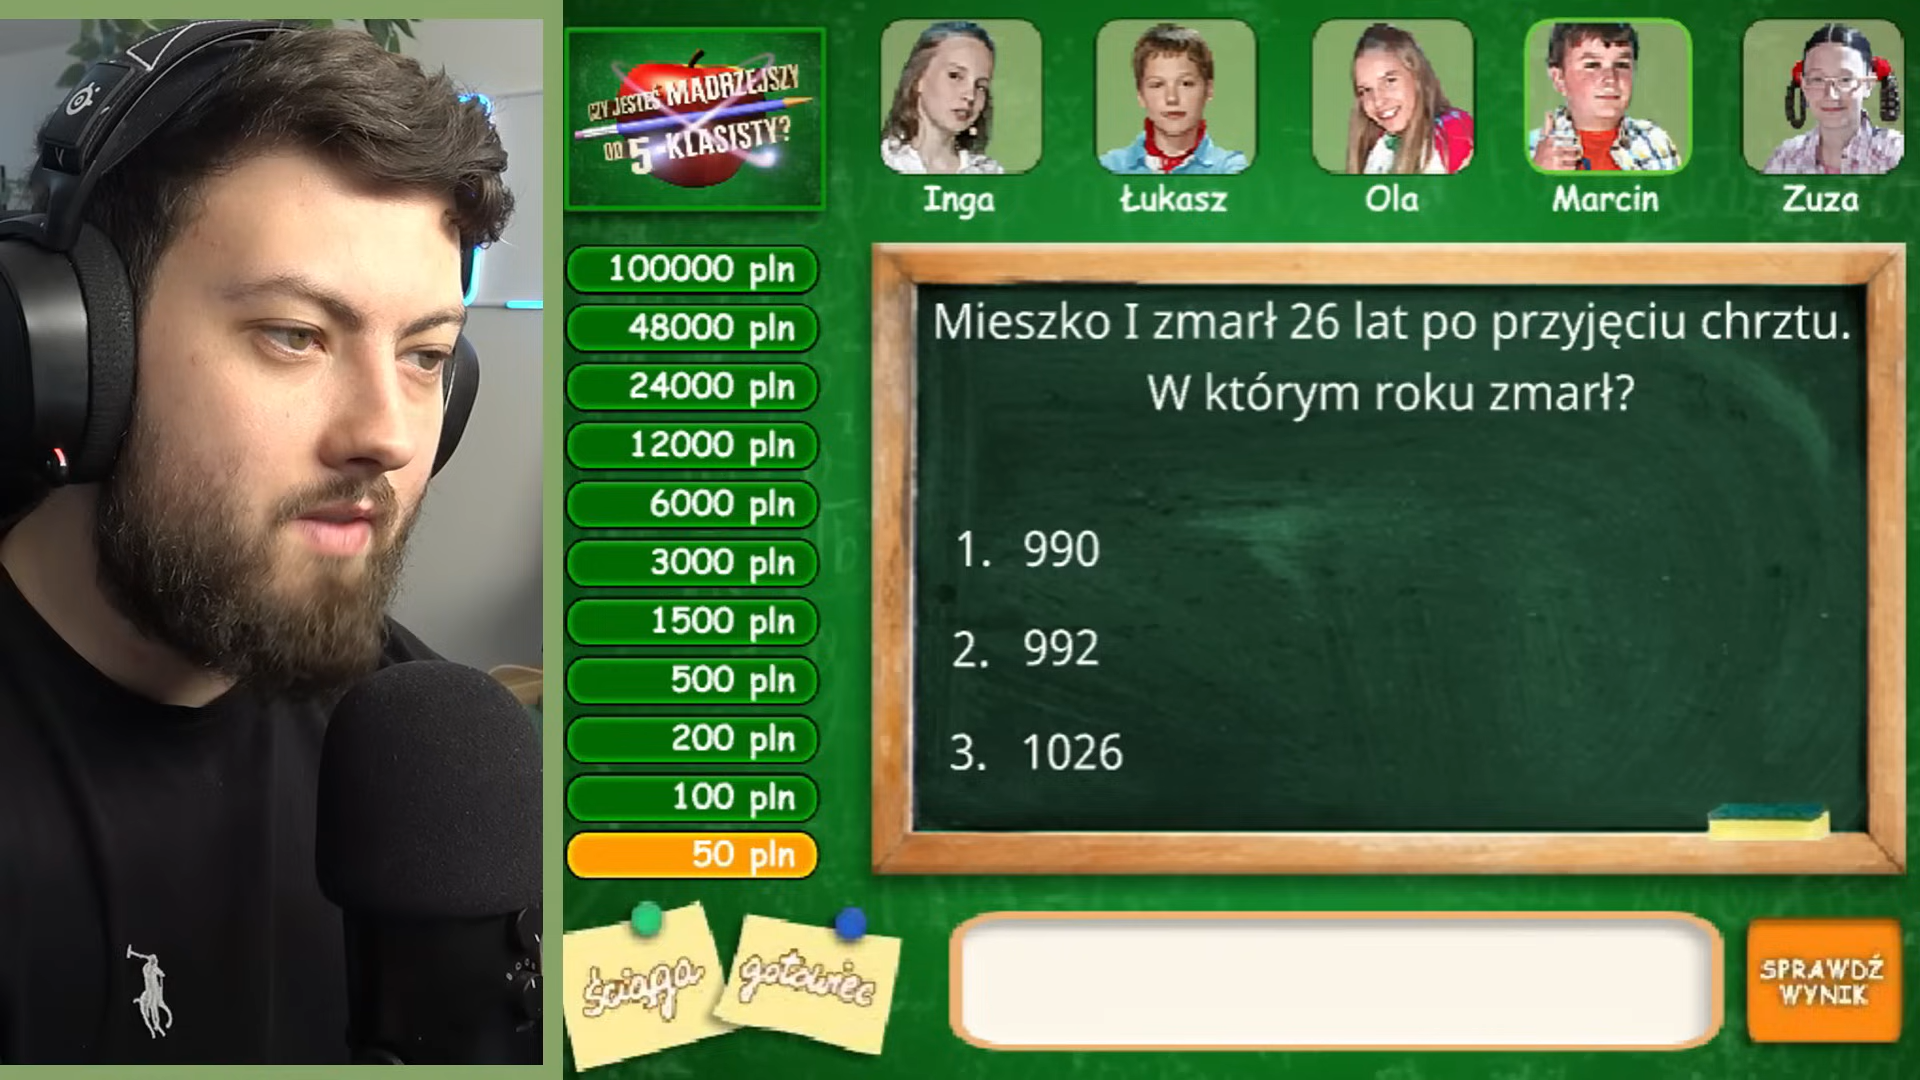 CZY JESTEŚ MĄDRZEJSZY
OD 5-KLASISTY?
Inga
Łukasz
Ola
Marcin
Zuza
100000 pln
48000 pln
24000 pln
12000 pln
6000 pln
3000 pln
1500 pln
500 pln
200 pln
100 pln
50 pln
Mieszko I zmarł 26 lat po przyjęciu chrztu.
W którym roku zmarł?
1. 990
2. 992
3. 1026
ściąga
gotowiec
SPRAWDŹ
WYNIK